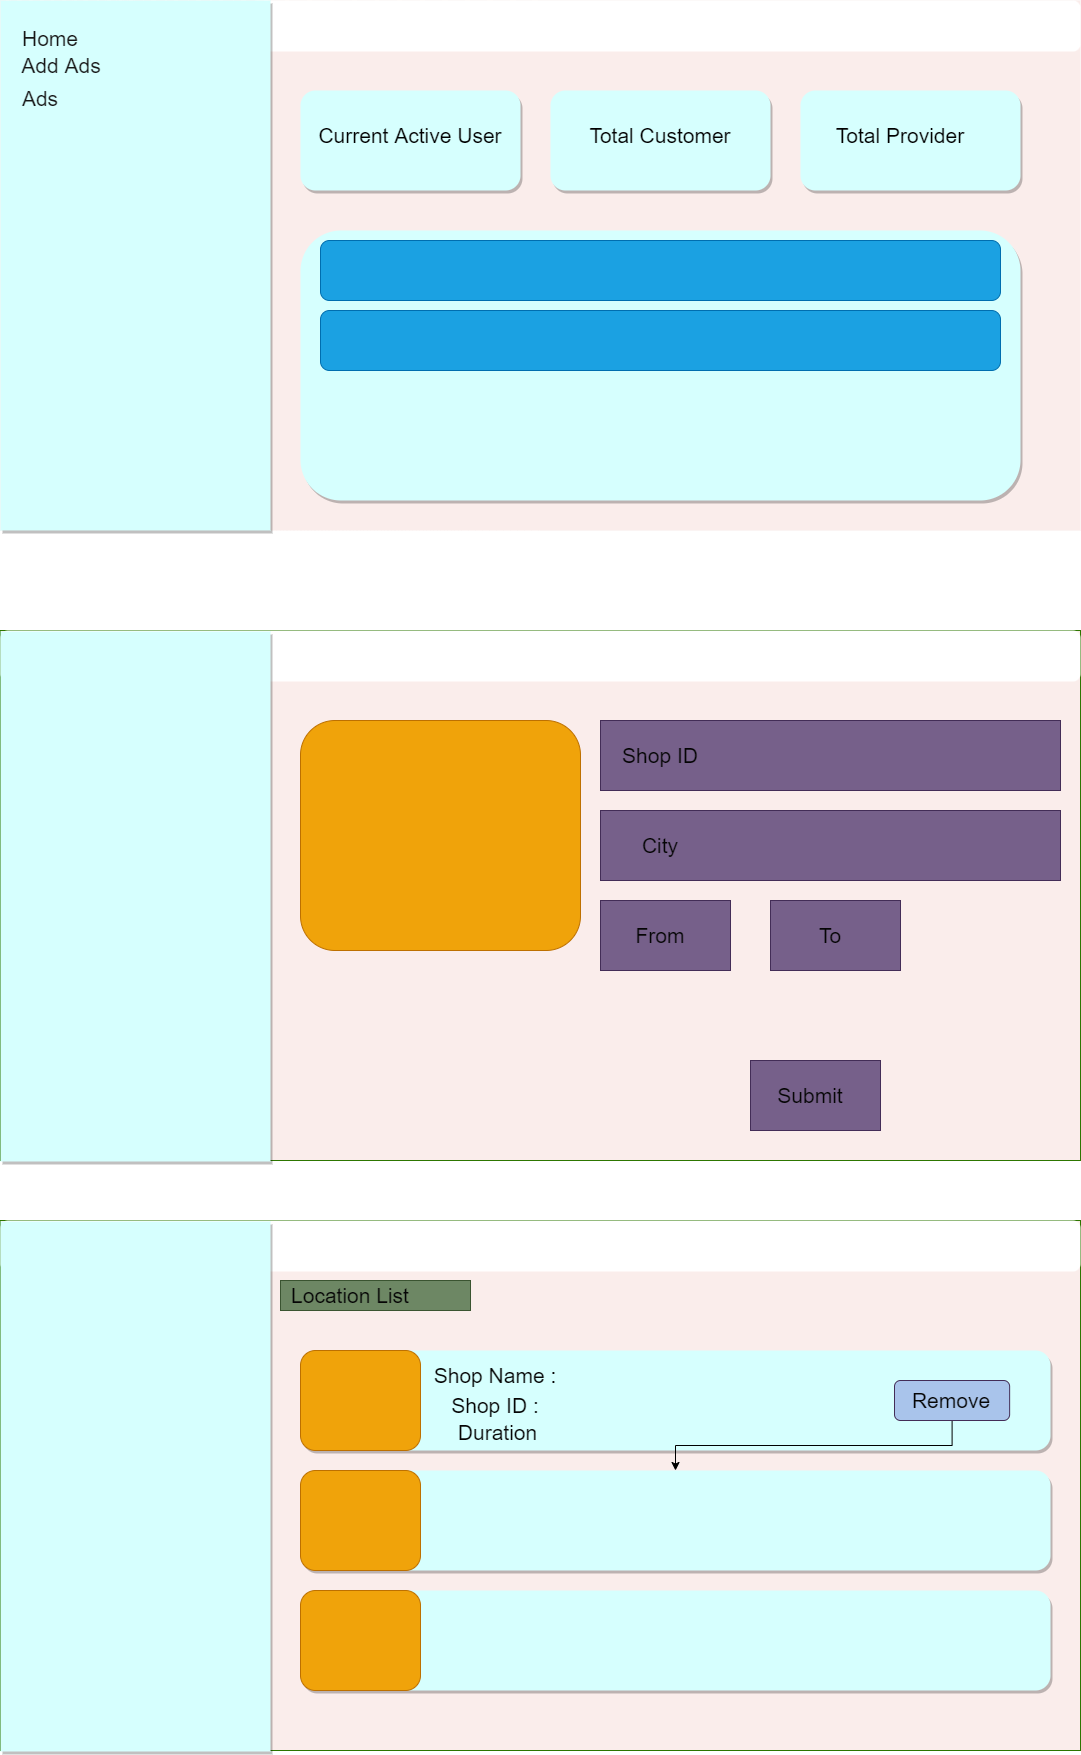 Home
Add Ads
Ads
Current Active User
Total Customer
Total Provider
Shop ID
City
From
To
Submit
Location List
Shop Name :
Shop ID :
Duration
Remove